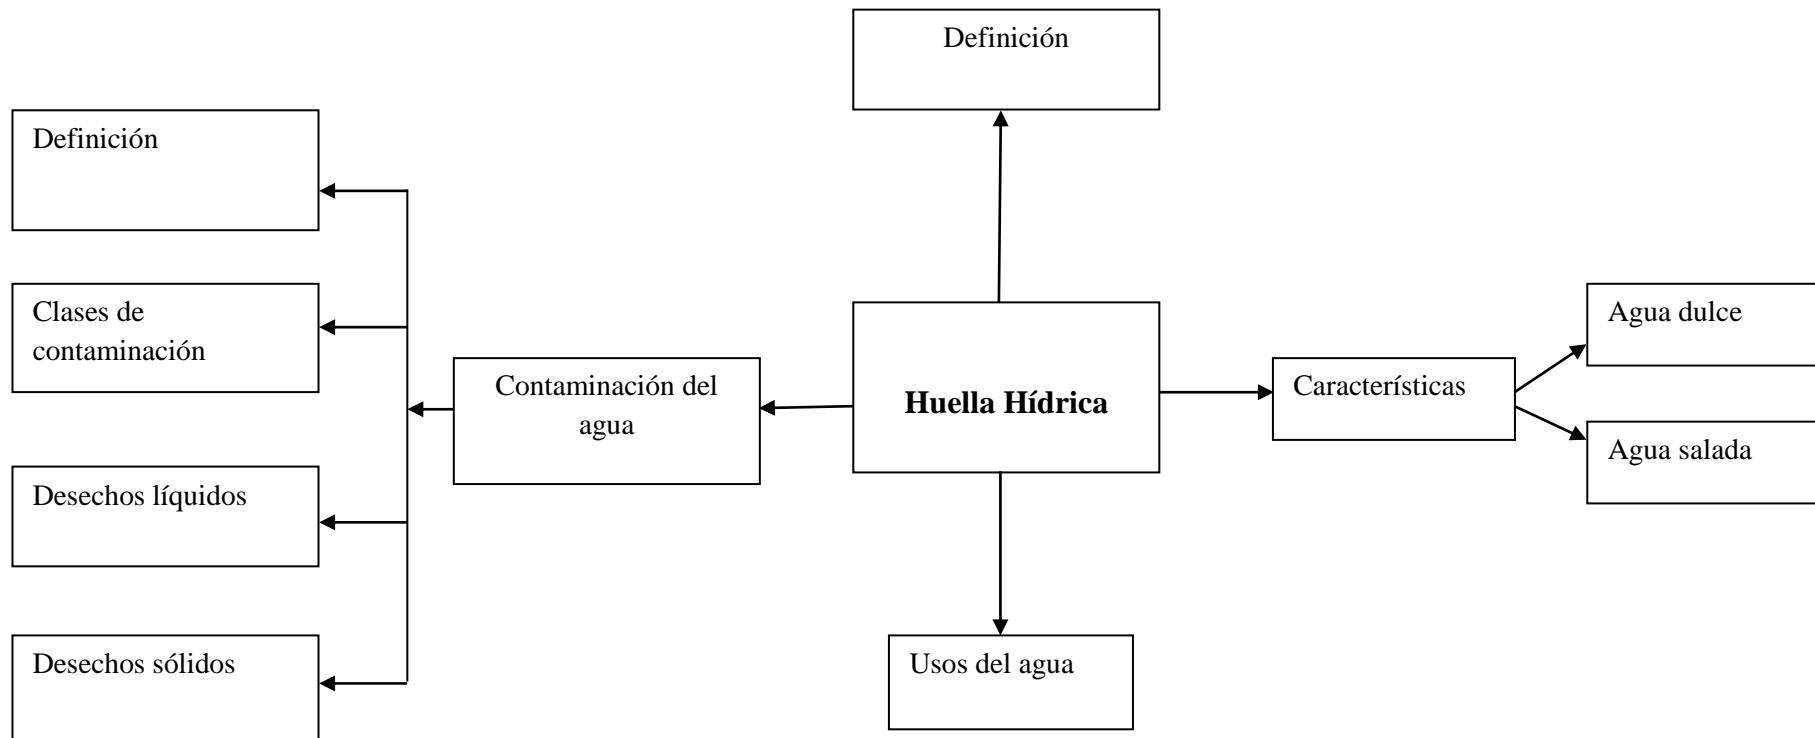 Definición
Definición
Clases de
contaminación
Agua dulce
Contaminación del
agua
Huella Hídrica
Características
Agua salada
Desechos líquidos
Desechos sólidos
Usos del agua